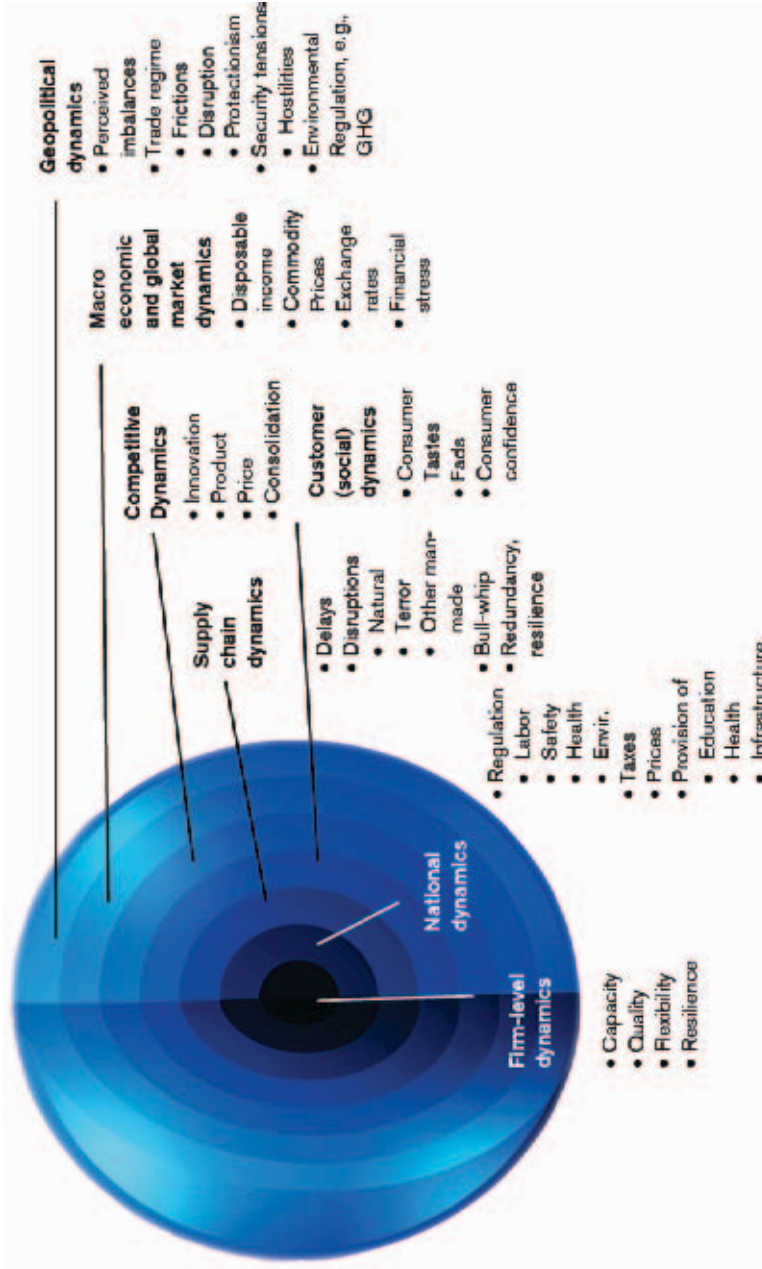 Geopolitical
dynamics
• Perceived
imbalances
• Trade regime
• Frictions
• Disruption
• Protectionism
• Security tensions
• Hostilities
• Environmental
Regulation, e.g.,
GHG
Macro
economic
and global
market
dynamics
• Disposable
income
• Commodity
Prices
• Exchange
rates
• Financial
stress
Competitive
Dynamics
• Innovation
• Product
• Price
• Consolidation
Customer
(social)
dynamics
• Consumer
Tastes
• Fads
• Consumer
confidence
Supply
chain
dynamics
• Delays
• Disruptions
• Natural
• Terror
• Other man-
made
• Bull-whip
• Redundancy,
resilience
National
dynamics
• Regulation
• Labor
• Safety
• Health
• Envir.
• Taxes
• Prices
• Provision of
• Education
• Health
• Infrastructure
Firm-level
dynamics
• Capacity
• Quality
• Flexibility
• Resilience